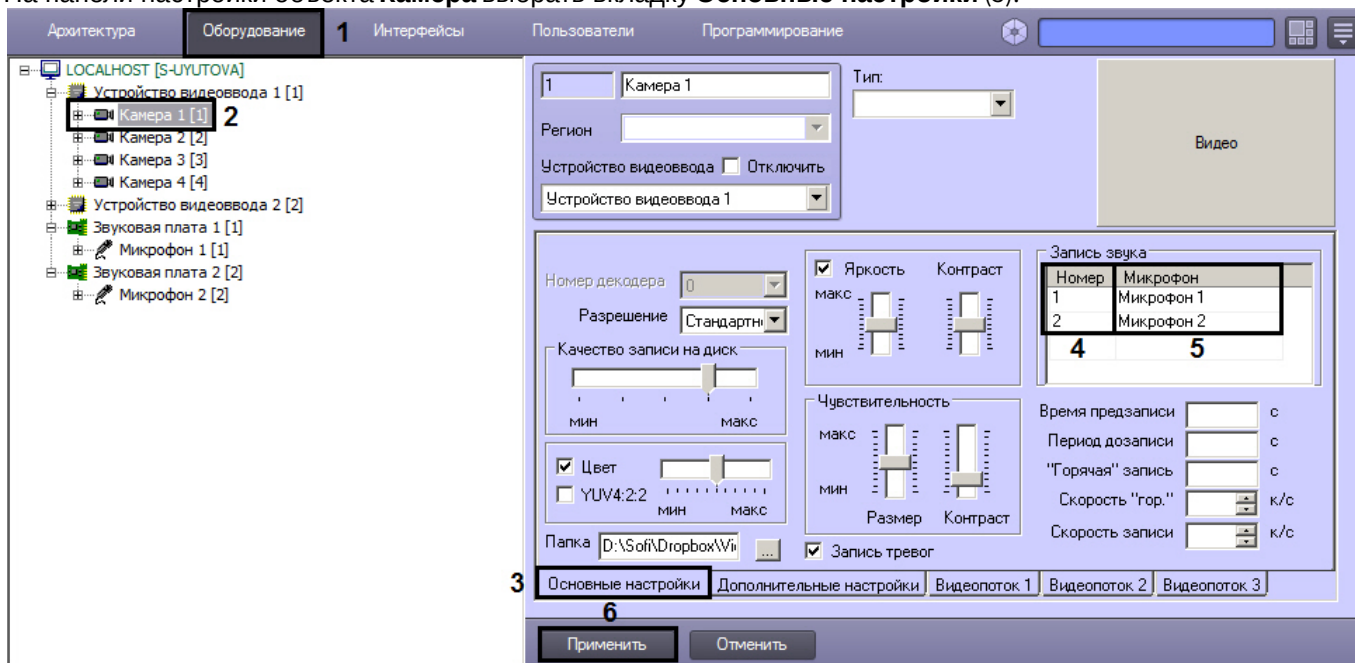 На панели настройки объекта Камера выбрать вкладку Основные настройки (3).
Архитектура Оборудование 1 Интерфейсы Пользователи Программирование
LOCALHOST [S-UYUTOVA]
Устройство видеоввода 1 [1]
Камера 1 [1] 2
Камера 2 [2]
Камера 3 [3]
Камера 4 [4]
Устройство видеоввода 2 [2]
Звуковая плата 1 [1]
Микрофон 1 [1]
Звуковая плата 2 [2]
Микрофон 2 [2]
1 Камера 1
Тип:
Регион
Устройство видеоввода Отключить
Устройство видеоввода 1
Видео
Номер декодера 0
Разрешение Стандартн
Качество записи на диск
мин макс
Цвет
YUV4:2:2
мин макс
Папка D:\Sofi\Dropbox\Vi ...
Яркость Контраст
макс
мин
Чувствительность
макс
мин
Размер Контраст
Запись тревог
Запись звука
Номер Микрофон
1 Микрофон 1
2 Микрофон 2
4 5
Время предзаписи с
Период дозаписи с
"Горячая" запись с
Скорость "гор." к/с
Скорость записи к/с
3 Основные настройки Дополнительные настройки Видеопоток 1 Видеопоток 2 Видеопоток 3
6
Применить Отменить